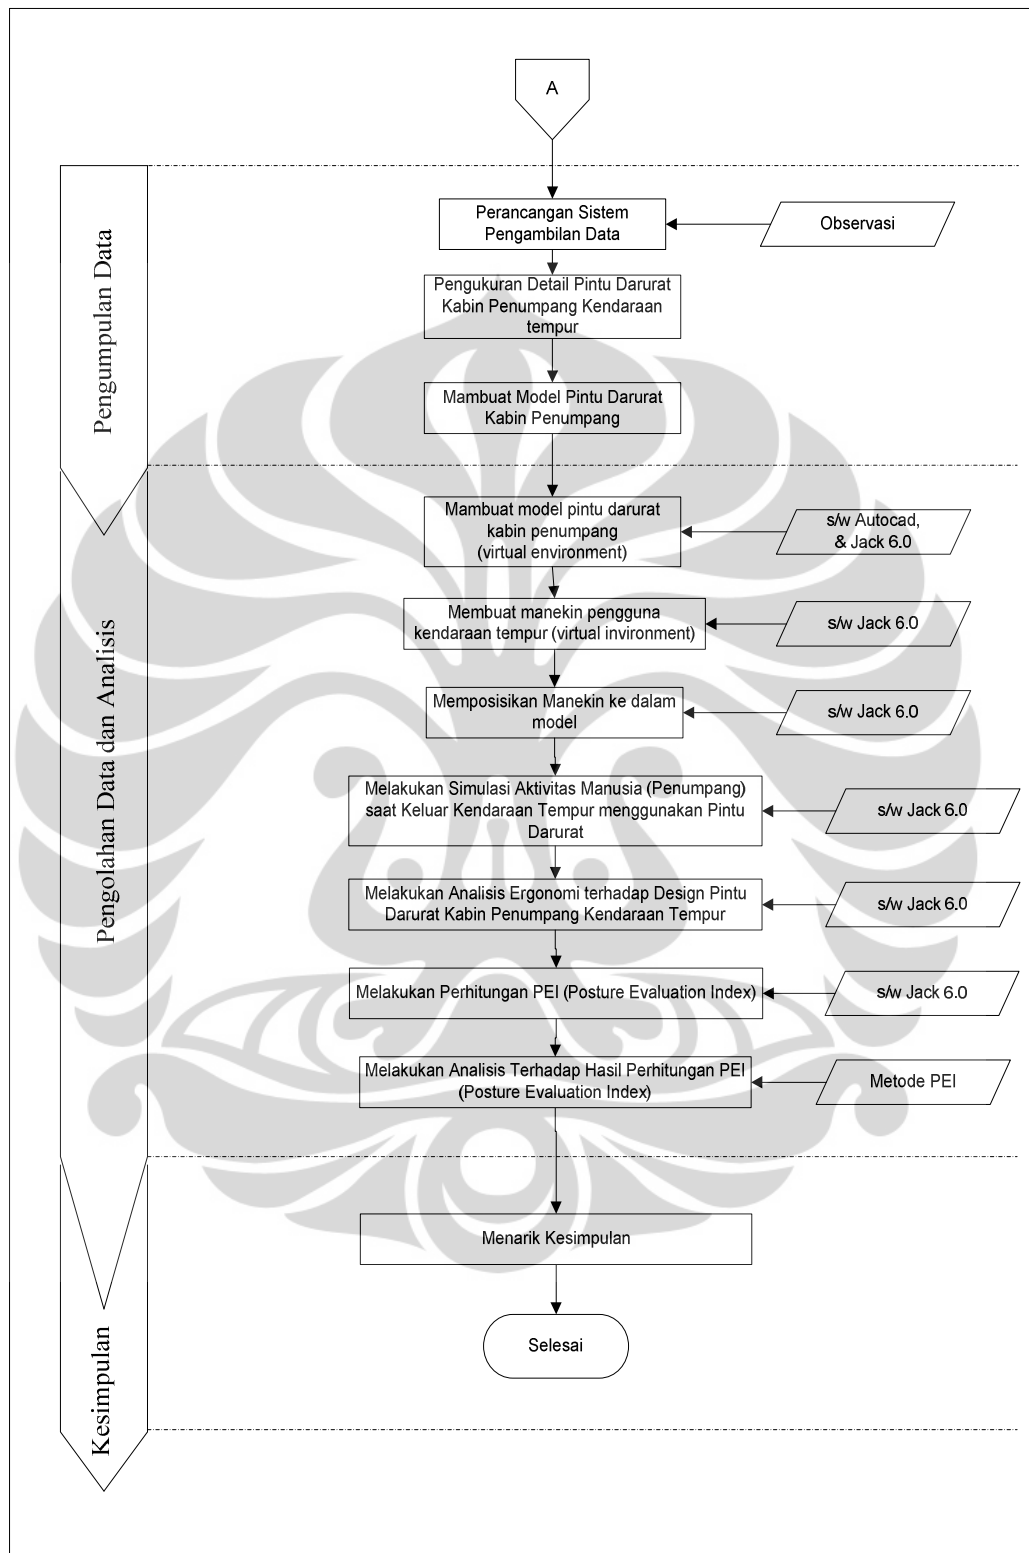 A
Pengumpulan Data
Perancangan Sistem
Pengambilan Data
Observasi
Pengukuran Detail Pintu Darurat
Kabin Penumpang Kendaraan
tempur
Mambuat Model Pintu Darurat
Kabin Penumpang
Pengolahan Data dan Analisis
Mambuat model pintu darurat
kabin penumpang
(virtual environment)
s/w Autocad,
& Jack 6.0
Membuat manekin pengguna
kendaraan tempur (virtual invironment)
s/w Jack 6.0
Memposisikan Manekin ke dalam
model
s/w Jack 6.0
Melakukan Simulasi Aktivitas Manusia (Penumpang)
saat Keluar Kendaraan Tempur menggunakan Pintu
Darurat
s/w Jack 6.0
Melakukan Analisis Ergonomi terhadap Design Pintu
Darurat Kabin Penumpang Kendaraan Tempur
s/w Jack 6.0
Melakukan Perhitungan PEI (Posture Evaluation Index)
s/w Jack 6.0
Melakukan Analisis Terhadap Hasil Perhitungan PEI
(Posture Evaluation Index)
Metode PEI
Kesimpulan
Menarik Kesimpulan
Selesai